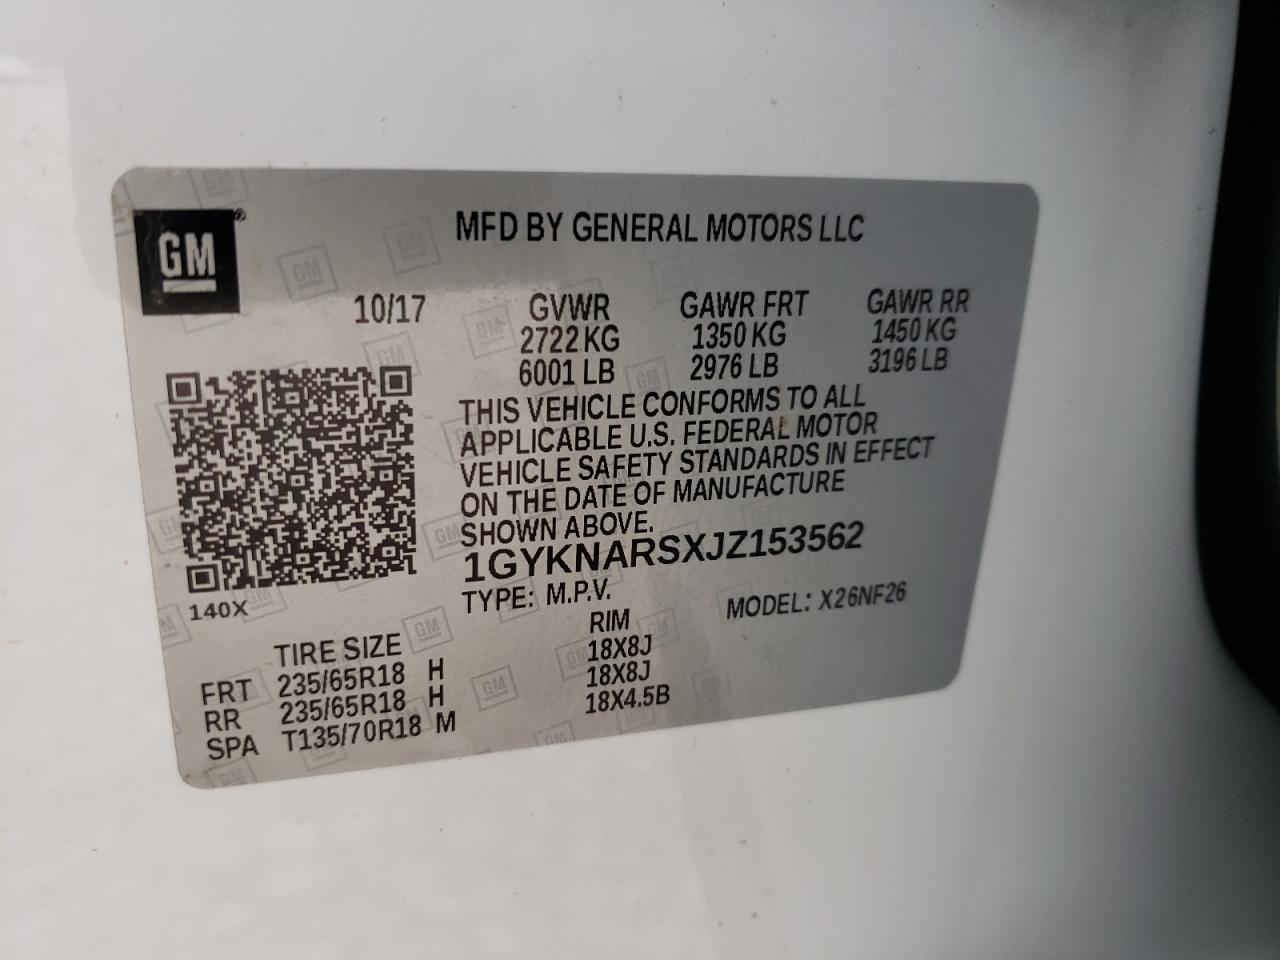 GM
MFD BY GENERAL MOTORS LLC
10/17 GVWR GAWR FRT GAWR RR
2722 KG 1350 KG 1450 KG
6001 LB 2976 LB 3196 LB
THIS VEHICLE CONFORMS TO ALL
APPLICABLE U.S. FEDERAL MOTOR
VEHICLE SAFETY STANDARDS IN EFFECT
ON THE DATE OF MANUFACTURE
SHOWN ABOVE.
1GYKNARSXJZ153562
140X
TYPE: M.P.V. MODEL: X26NF26
TIRE SIZE RIM
FRT 235/65R18 H 18X8J
RR 235/65R18 H 18X8J
SPA T135/70R18 M 18X4.5B